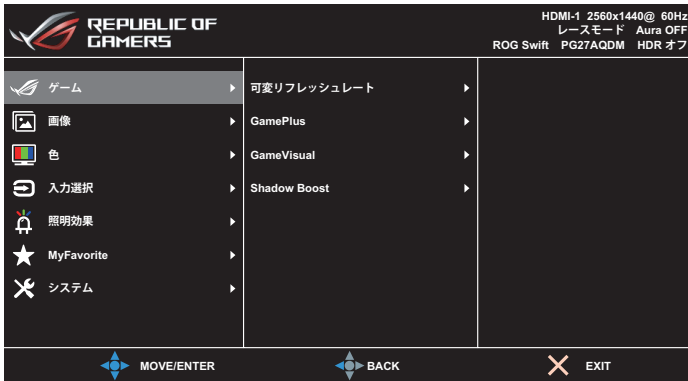 REPUBLIC OF
GAMERS
HDMI-1 2560x1440@ 60Hz
レースモード Aura OFF
ROG Swift PG27AQDM HDR オフ
ゲーム
画像
色
入力選択
照明効果
MyFavorite
システム
可変リフレッシュレート
GamePlus
GameVisual
Shadow Boost
MOVE/ENTER
BACK
EXIT